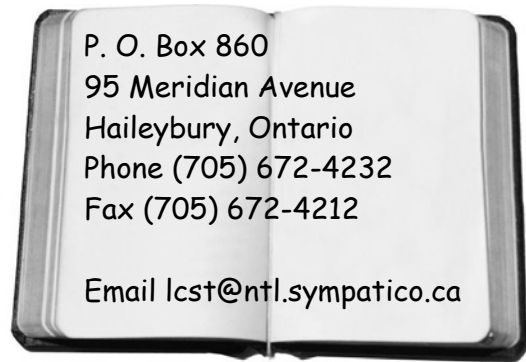 P. O. Box 860
95 Meridian Avenue
Haileybury, Ontario
Phone (705) 672-4232
Fax (705) 672-4212
Email lcst@ntl.sympatico.ca